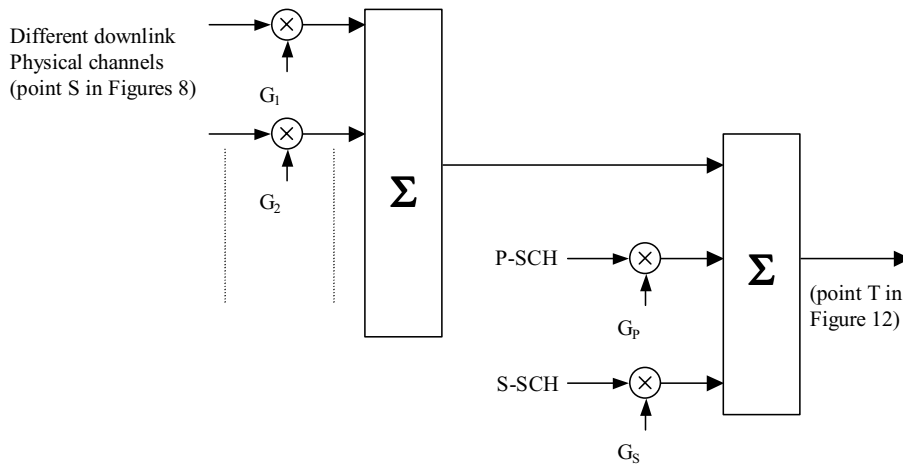 Different downlink
Physical channels
(point S in Figures 8)
G1
G2
Σ
P-SCH
GP
S-SCH
GS
Σ
(point T in
Figure 12)